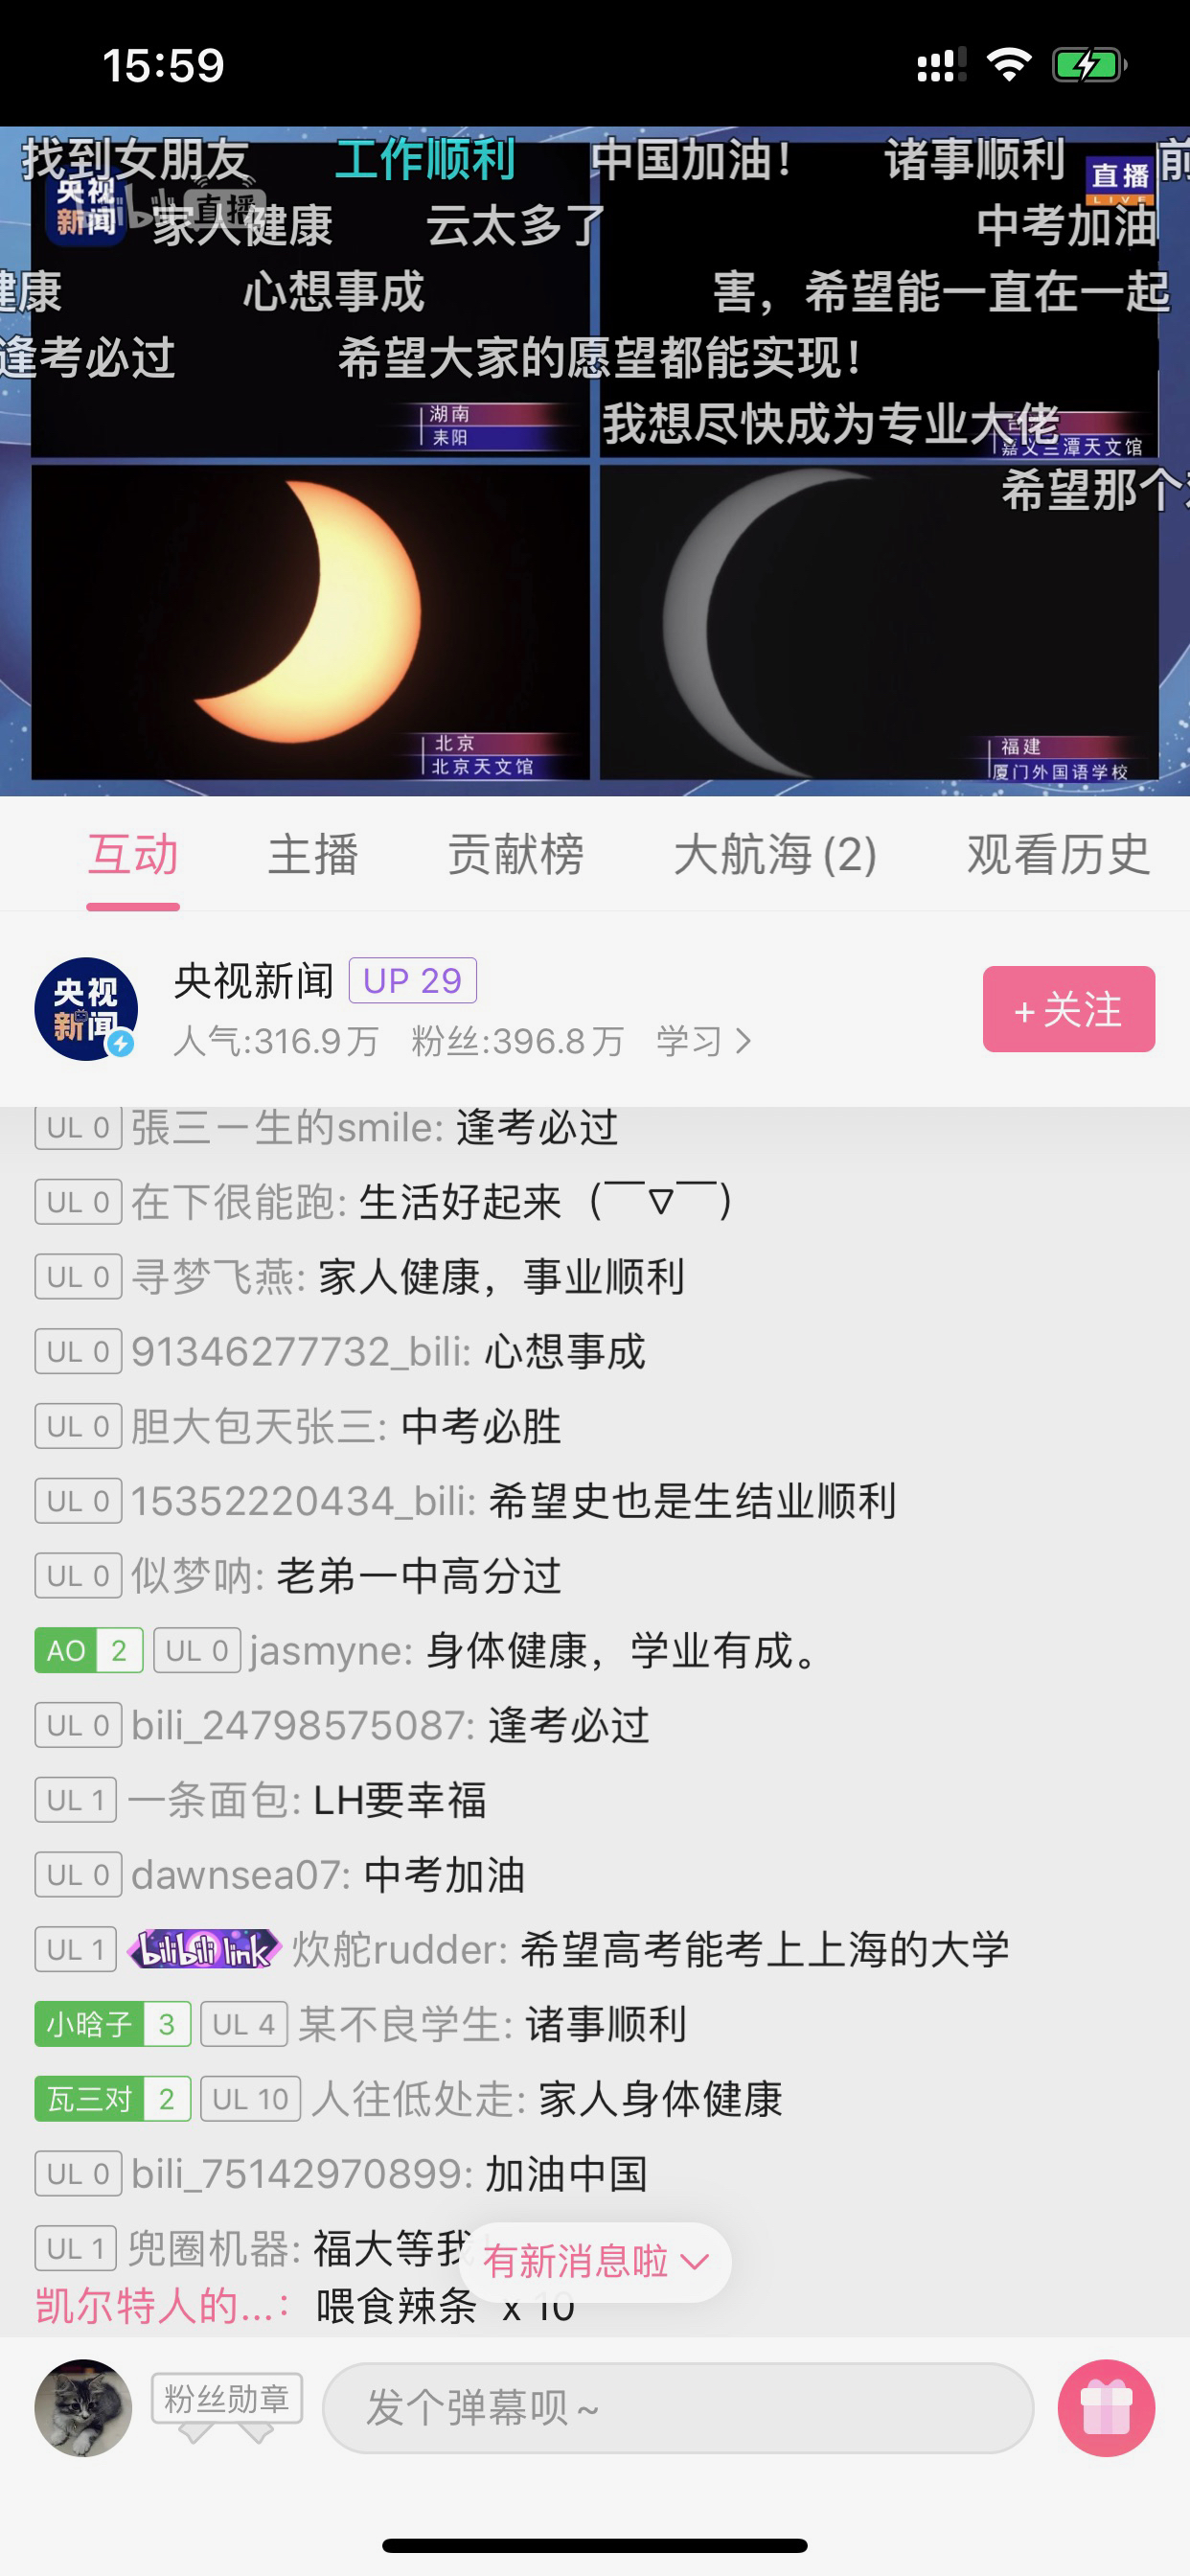 15:59
找到女朋友 工作顺利 中国加油！ 诸事顺利 前
央视新闻 直播 直播 LIVE
家人健康 云太多了 中考加油
健康 心想事成 害，希望能一直在一起
逢考必过 希望大家的愿望都能实现！
湖南
耒阳
我想尽快成为专业大佬
嘉义兰潭天文馆
希望那个
北京
北京天文馆
福建
厦门外国语学校
互动 主播 贡献榜 大航海(2) 观看历史
央视新闻 UP 29
人气:316.9万 粉丝:396.8万 学习
+关注
UL 0 張三一生的smile: 逢考必过
UL 0 在下很能跑: 生活好起来（￣▽￣）
UL 0 寻梦飞燕: 家人健康，事业顺利
UL 0 91346277732_bili: 心想事成
UL 0 胆大包天张三: 中考必胜
UL 0 15352220434_bili: 希望史也是生结业顺利
UL 0 似梦呐: 老弟一中高分过
AO 2 UL 0 jasmyne: 身体健康，学业有成。
UL 0 bili_24798575087: 逢考必过
UL 1 一条面包: LH要幸福
UL 0 dawnsea07: 中考加油
UL 1 bilibili link 炊舵rudder: 希望高考能考上上海的大学
小晗子 3 UL 4 某不良学生: 诸事顺利
瓦三对 2 UL 10 人往低处走: 家人身体健康
UL 0 bili_75142970899: 加油中国
UL 1 兜圈机器: 福大等我
有新消息啦
凯尔特人的...： 喂食辣条 x 10
粉丝勋章 发个弹幕呗~